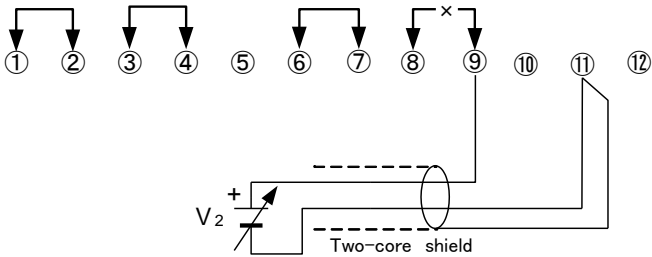 ×
① ② ③ ④ ⑤ ⑥ ⑦ ⑧ ⑨ ⑩ ⑪ ⑫
+
V₂
Two-core shield